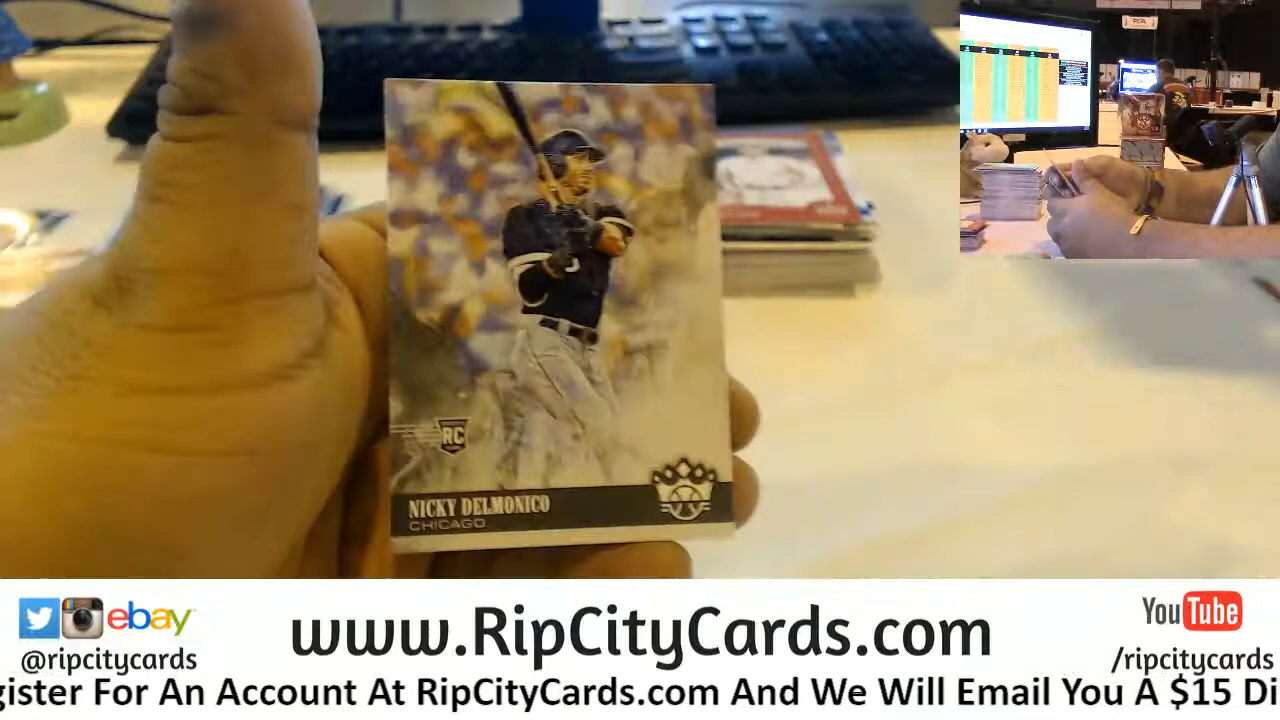 RC
NICKY DELMONICO
CHICAGO
ebay
@ripcitycards
www.RipCityCards.com
YouTube
/ripcitycards
gister For An Account At RipCityCards.com And We Will Email You A $15 Di